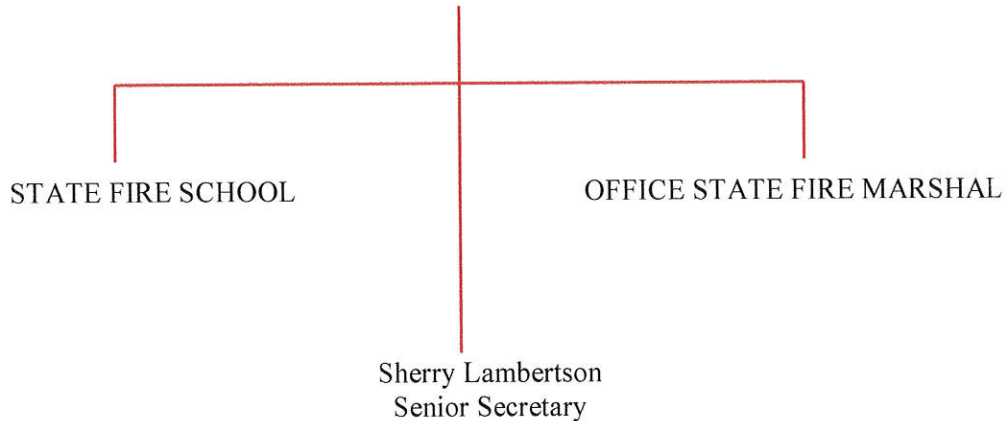 STATE FIRE SCHOOL
OFFICE STATE FIRE MARSHAL
Sherry Lambertson
Senior Secretary